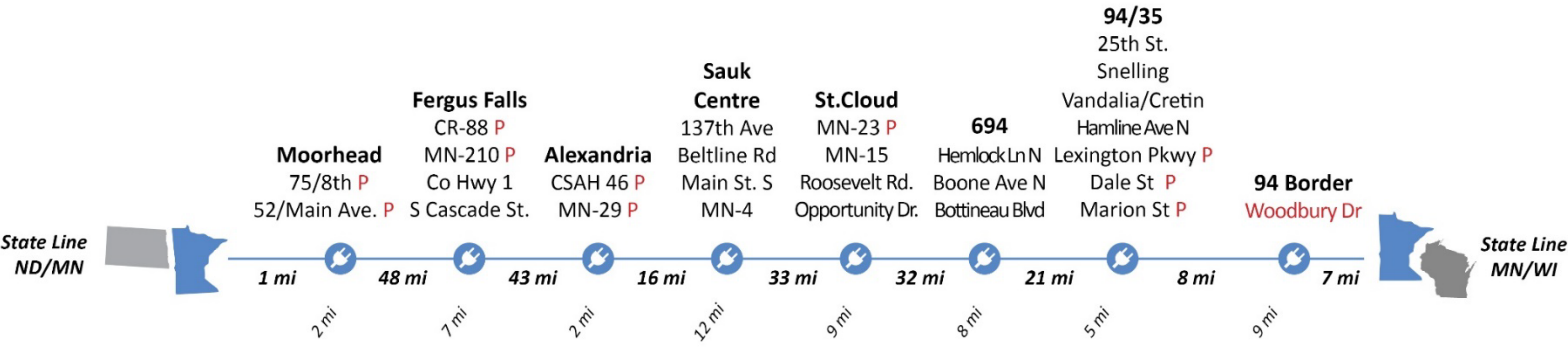 State Line
ND/MN
Moorhead
75/8th P
52/Main Ave. P
Fergus Falls
CR-88 P
MN-210 P
Co Hwy 1
S Cascade St.
Alexandria
CSAH 46 P
MN-29 P
Sauk
Centre
137th Ave
Beltline Rd
Main St. S
MN-4
St.Cloud
MN-23 P
MN-15
Roosevelt Rd.
Opportunity Dr.
694
Hemlock Ln N
Boone Ave N
Bottineau Blvd
94/35
25th St.
Snelling
Vandalia/Cretin
Hamline Ave N
Lexington Pkwy P
Dale St P
Marion St P
94 Border
Woodbury Dr
State Line
MN/WI
1 mi 48 mi 43 mi 16 mi 33 mi 32 mi 21 mi 8 mi 7 mi
2 mi 7 mi 2 mi 12 mi 9 mi 8 mi 5 mi 9 mi